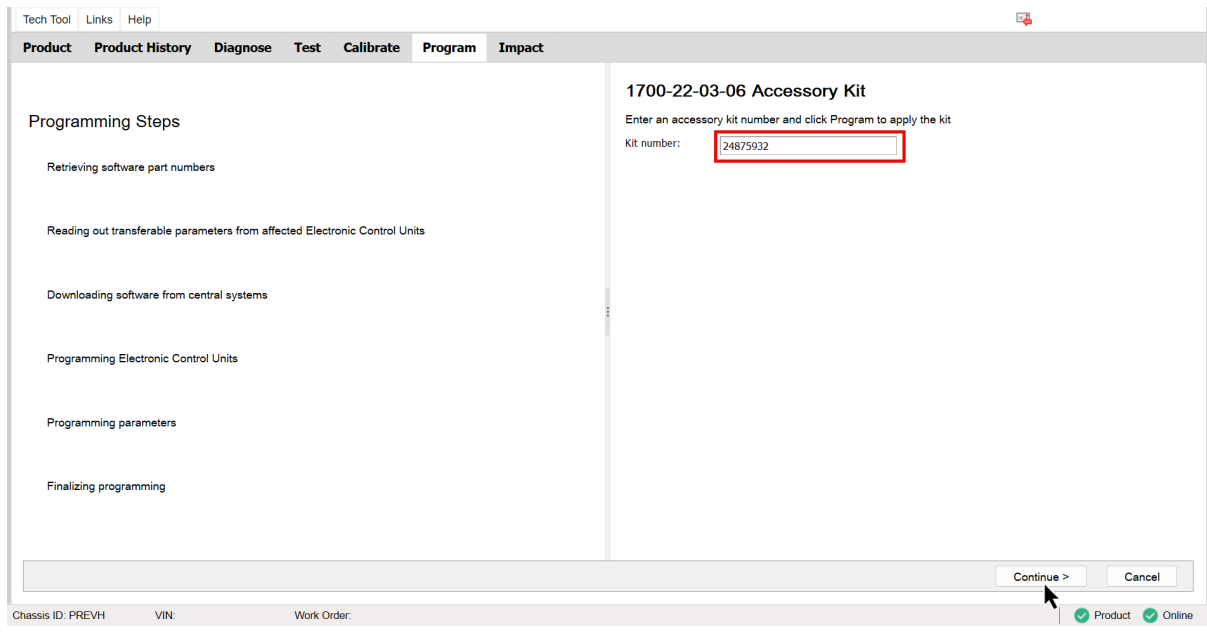 Tech Tool Links Help
Product Product History Diagnose Test Calibrate Program Impact
Programming Steps
Retrieving software part numbers
Reading out transferable parameters from affected Electronic Control Units
Downloading software from central systems
Programming Electronic Control Units
Programming parameters
Finalizing programming
1700-22-03-06 Accessory Kit
Enter an accessory kit number and click Program to apply the kit
Kit number: 24875932
Continue > Cancel
Chassis ID: PREVH VIN: Work Order: Product Online